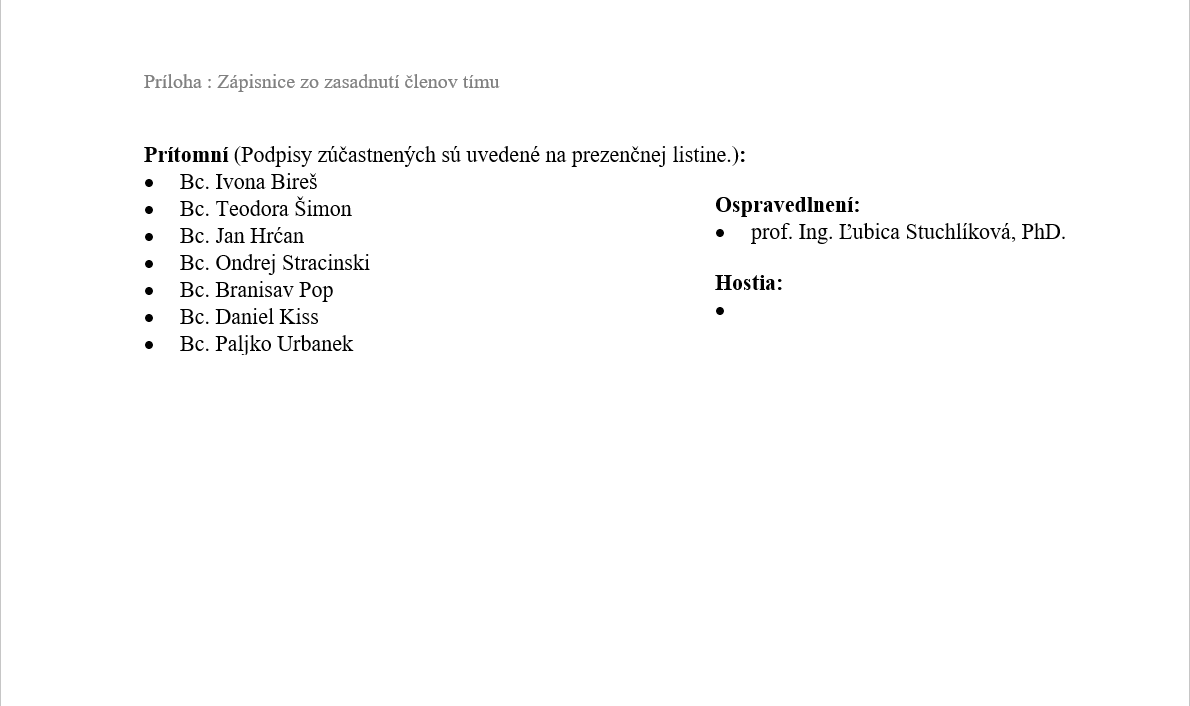 Príloha : Zápisnice zo zasadnutí členov tímu
Prítomní (Podpisy zúčastnených sú uvedené na prezenčnej listine.):
• Bc. Ivona Bireš
• Bc. Teodora Šimon
• Bc. Jan Hrćan
• Bc. Ondrej Stracinski
• Bc. Branisav Pop
• Bc. Daniel Kiss
• Bc. Paljko Urbanek
Ospravedlnení:
• prof. Ing. Ľubica Stuchlíková, PhD.
Hostia:
•